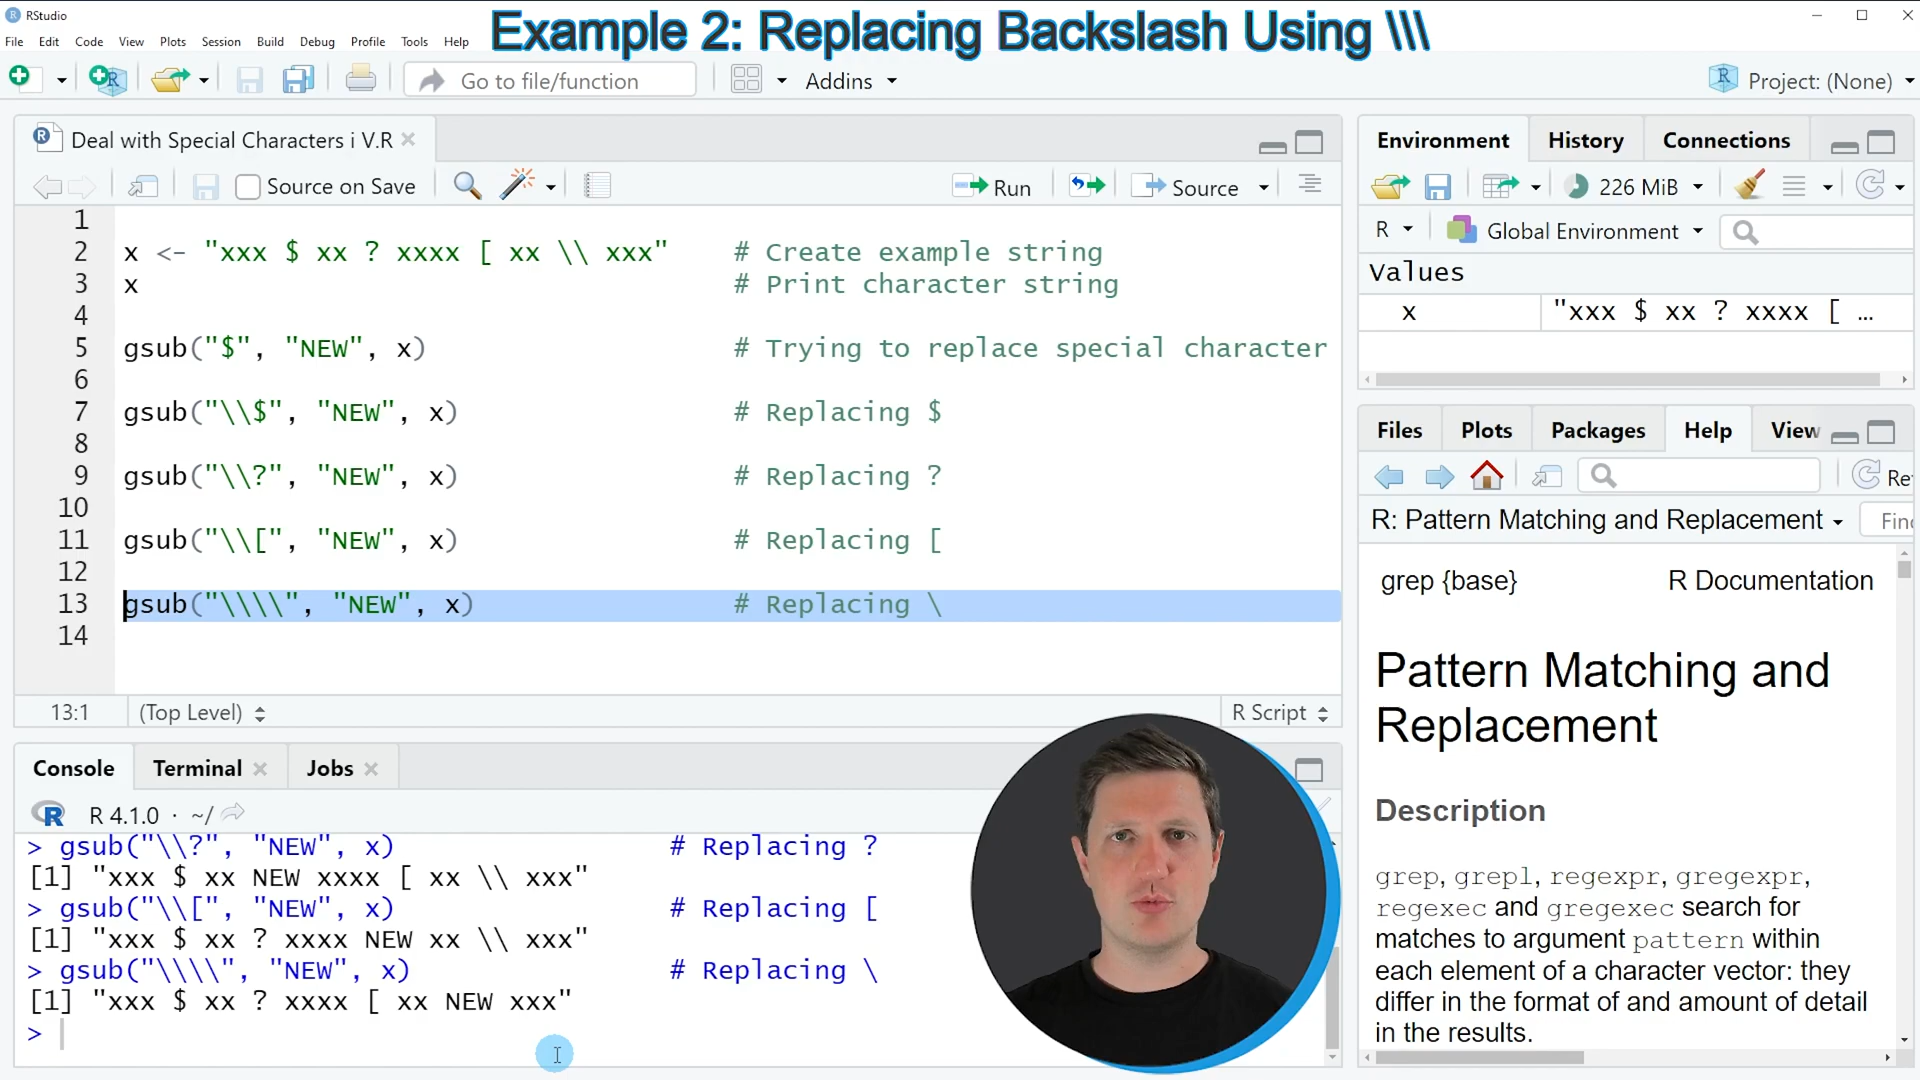 RStudio
File Edit Code View Plots Session Build Debug Profile Tools Help
Example 2: Replacing Backslash Using \\\
Go to file/function
Addins
Project: (None)
Deal with Special Characters i V.R
Source on Save
Run
Source
1
2 x <- "xxx $ xx ? xxxx [ xx \\ xxx" # Create example string
3 x # Print character string
4
5 gsub("$", "NEW", x) # Trying to replace special character
6
7 gsub("\\$", "NEW", x) # Replacing $
8
9 gsub("\\?", "NEW", x) # Replacing ?
10
11 gsub("\\[", "NEW", x) # Replacing [
12
13 gsub("\\\\", "NEW", x) # Replacing \
14
13:1 (Top Level) R Script
Console Terminal Jobs
R 4.1.0 · ~/
> gsub("\\?", "NEW", x) # Replacing ?
[1] "xxx $ xx NEW xxxx [ xx \\ xxx"
> gsub("\\[", "NEW", x) # Replacing [
[1] "xxx $ xx ? xxxx NEW xx \\ xxx"
> gsub("\\\\", "NEW", x) # Replacing \
[1] "xxx $ xx ? xxxx [ xx NEW xxx"
>
Environment History Connections
226 MiB
R Global Environment
Values
x "xxx $ xx ? xxxx [ …
Files Plots Packages Help View
Re
R: Pattern Matching and Replacement Find
grep {base} R Documentation
Pattern Matching and
Replacement
Description
grep, grepl, regexpr, gregexpr,
regexec and gregexec search for
matches to argument pattern within
each element of a character vector: they
differ in the format of and amount of detail
in the results.